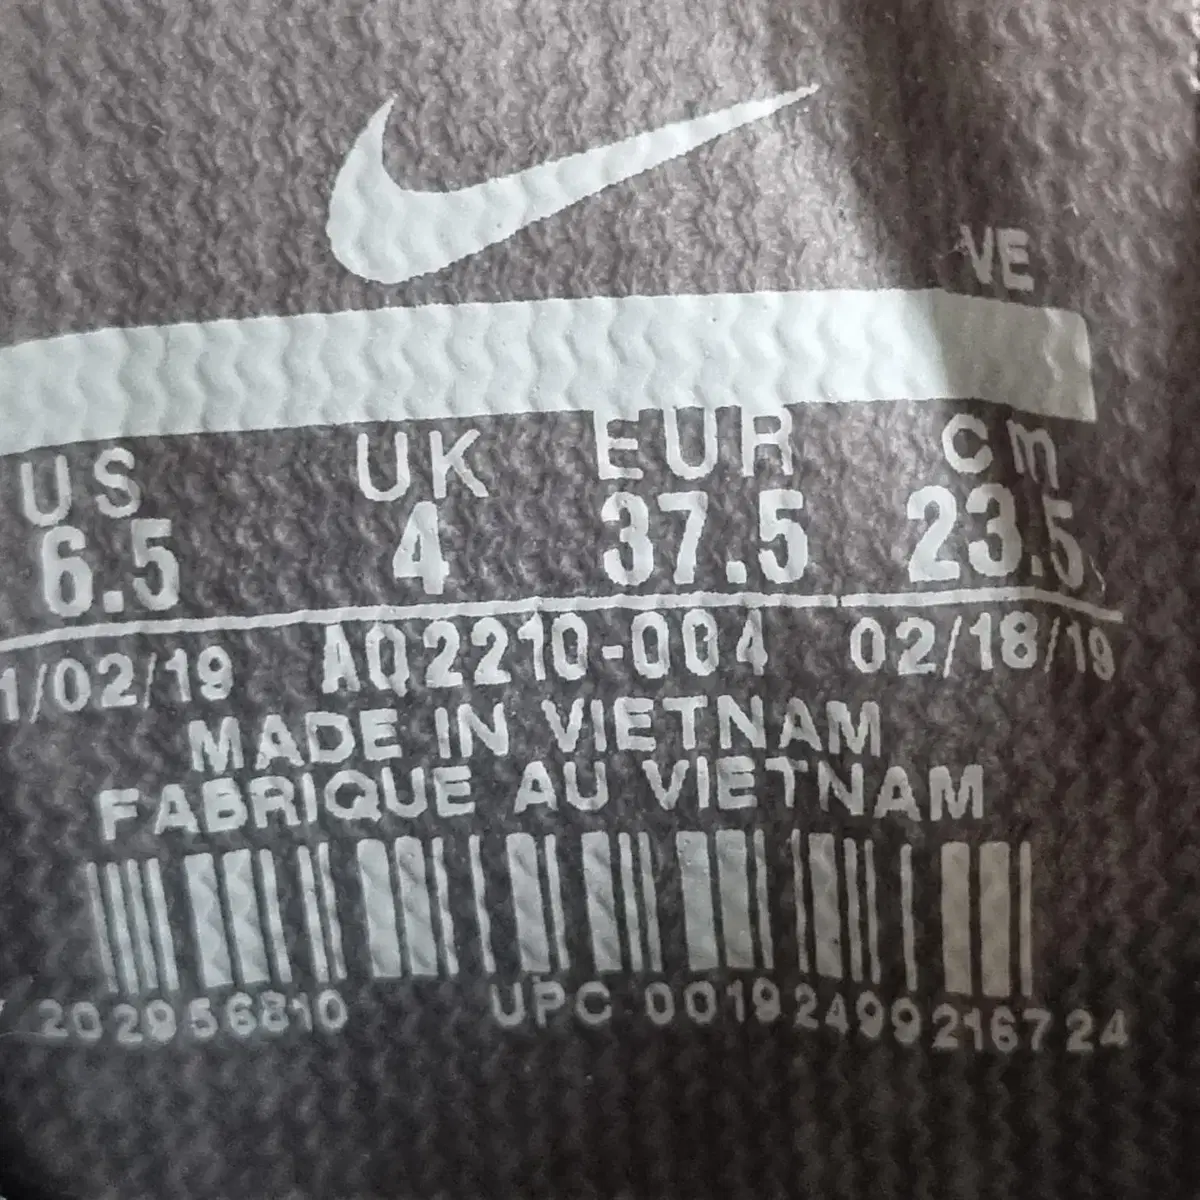 VE
US UK EUR cm
6.5 4 37.5 23.5
1/02/19 AQ2210-004 02/18/19
MADE IN VIETNAM
FABRIQUE AU VIETNAM
202956810 UPC 00192499216724